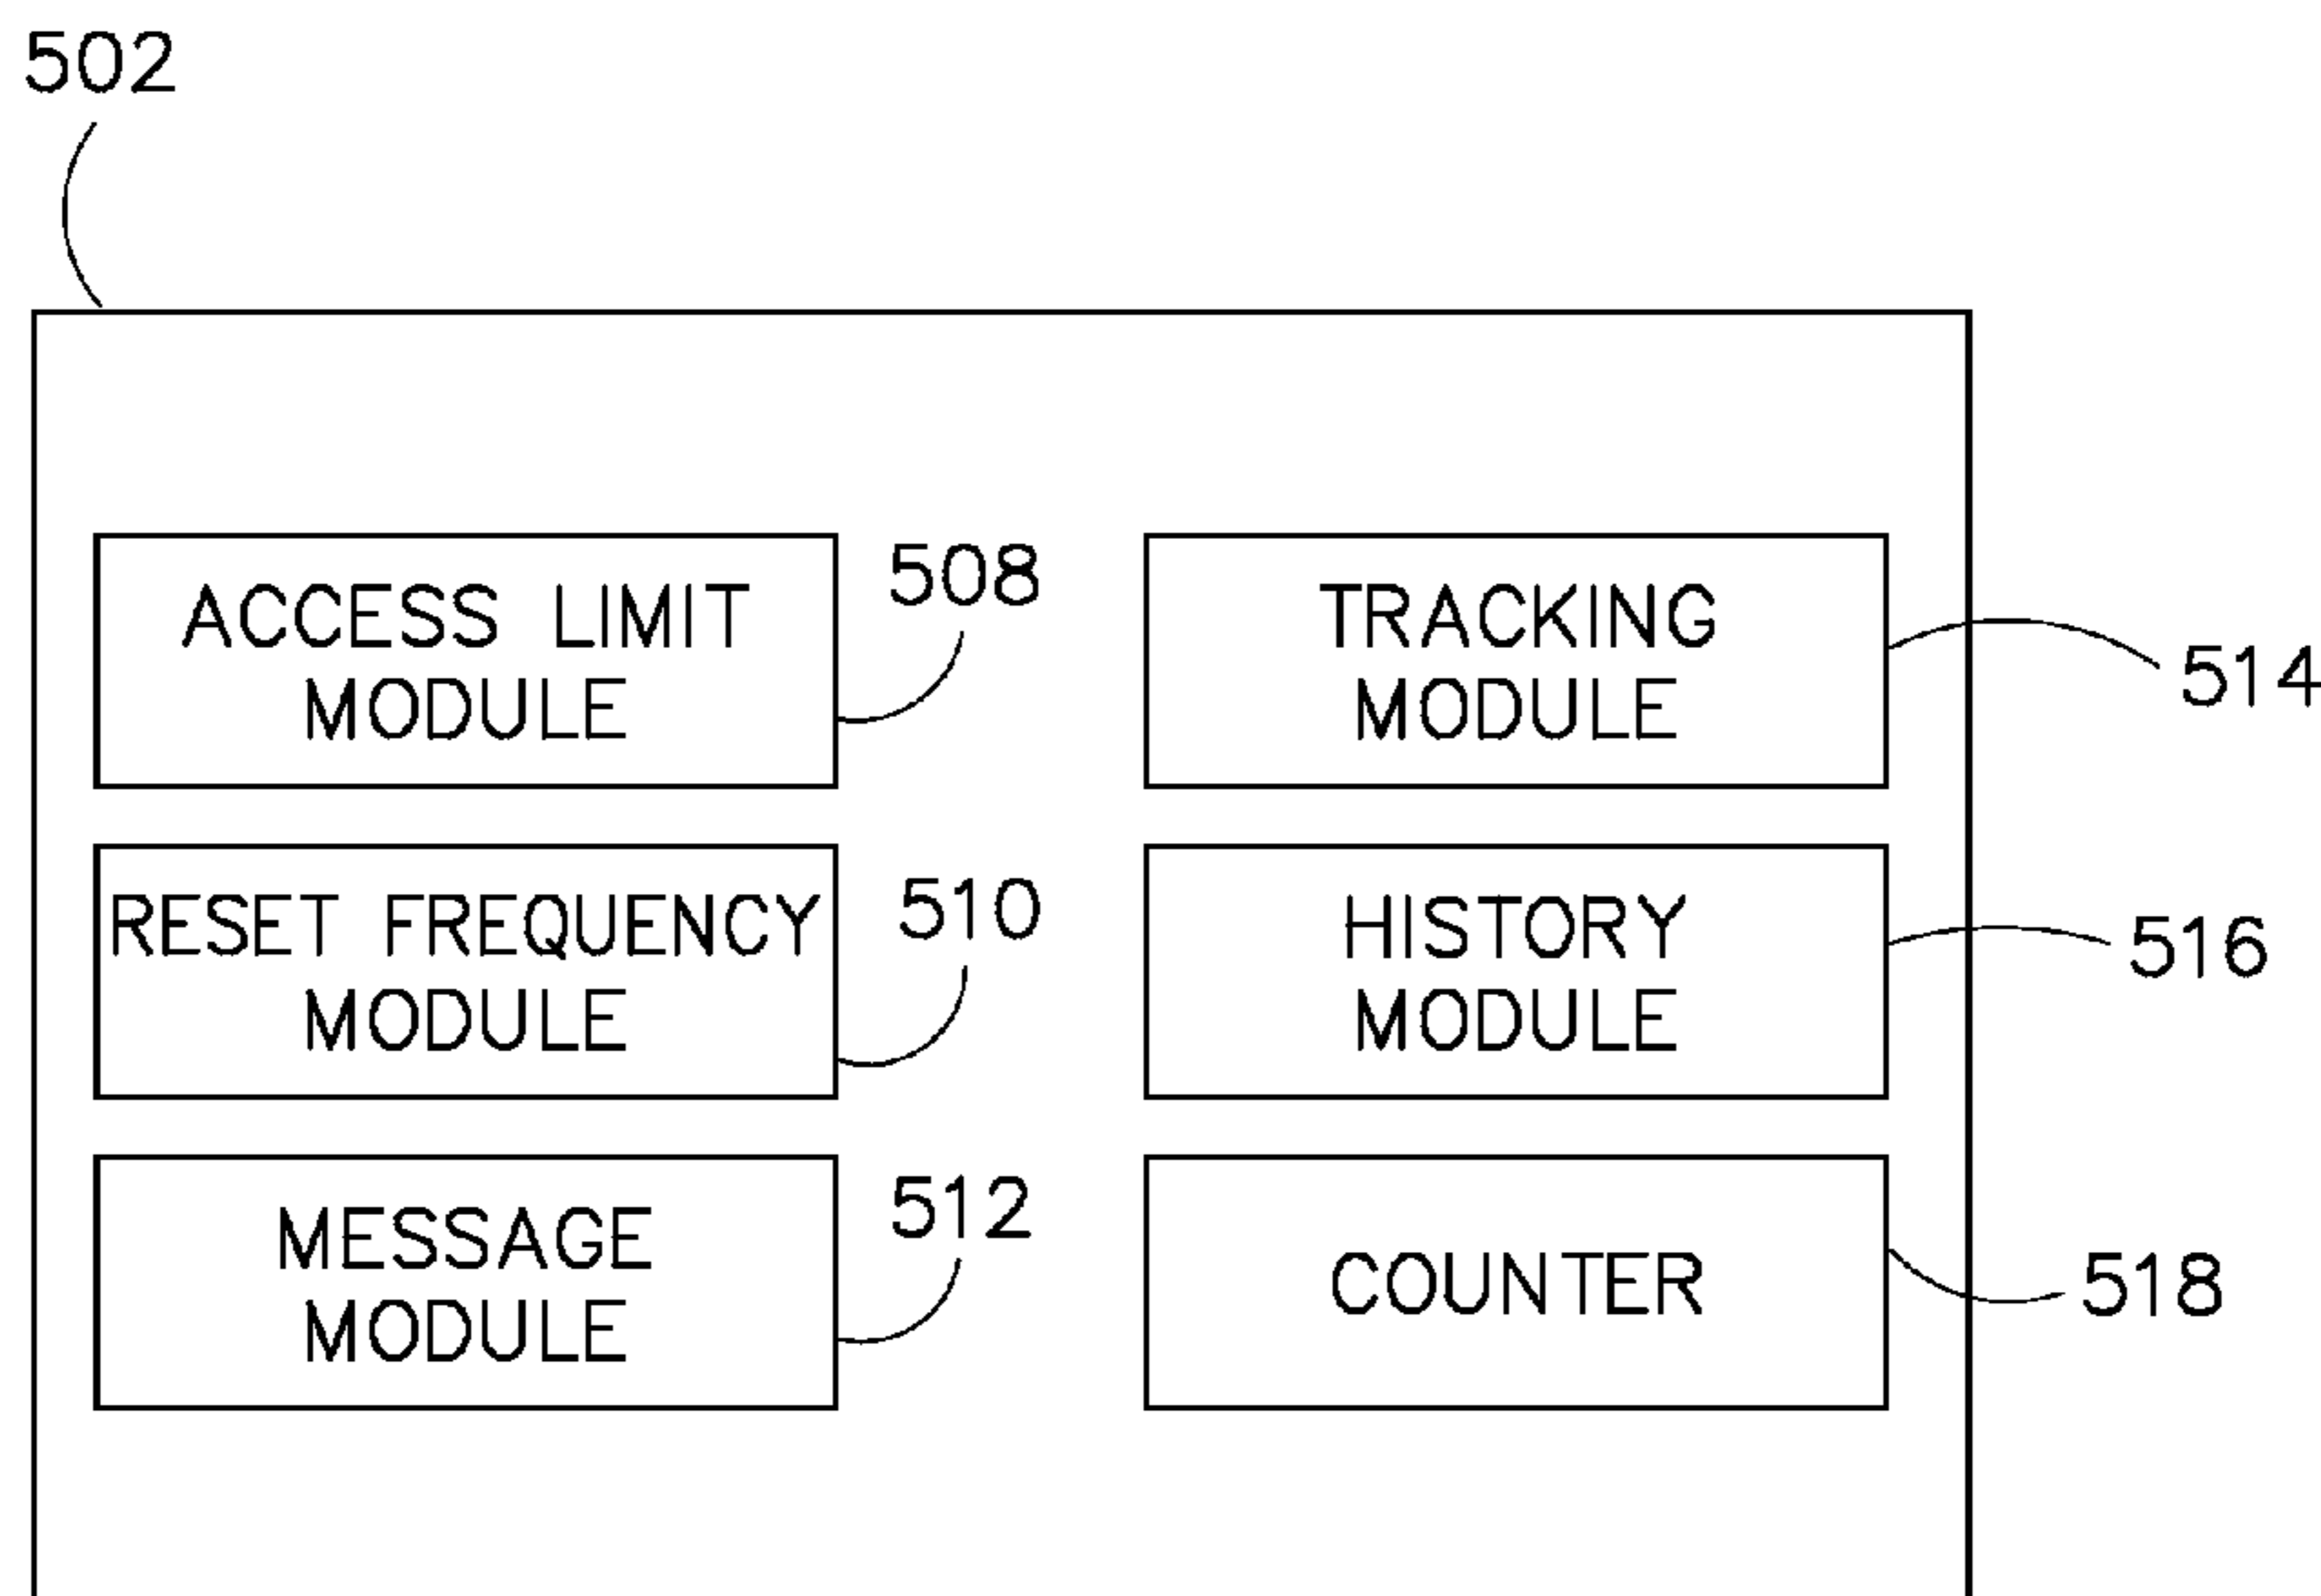 502
ACCESS LIMIT
MODULE
508
TRACKING
MODULE
514
RESET FREQUENCY
MODULE
510
HISTORY
MODULE
516
MESSAGE
MODULE
512
COUNTER
518